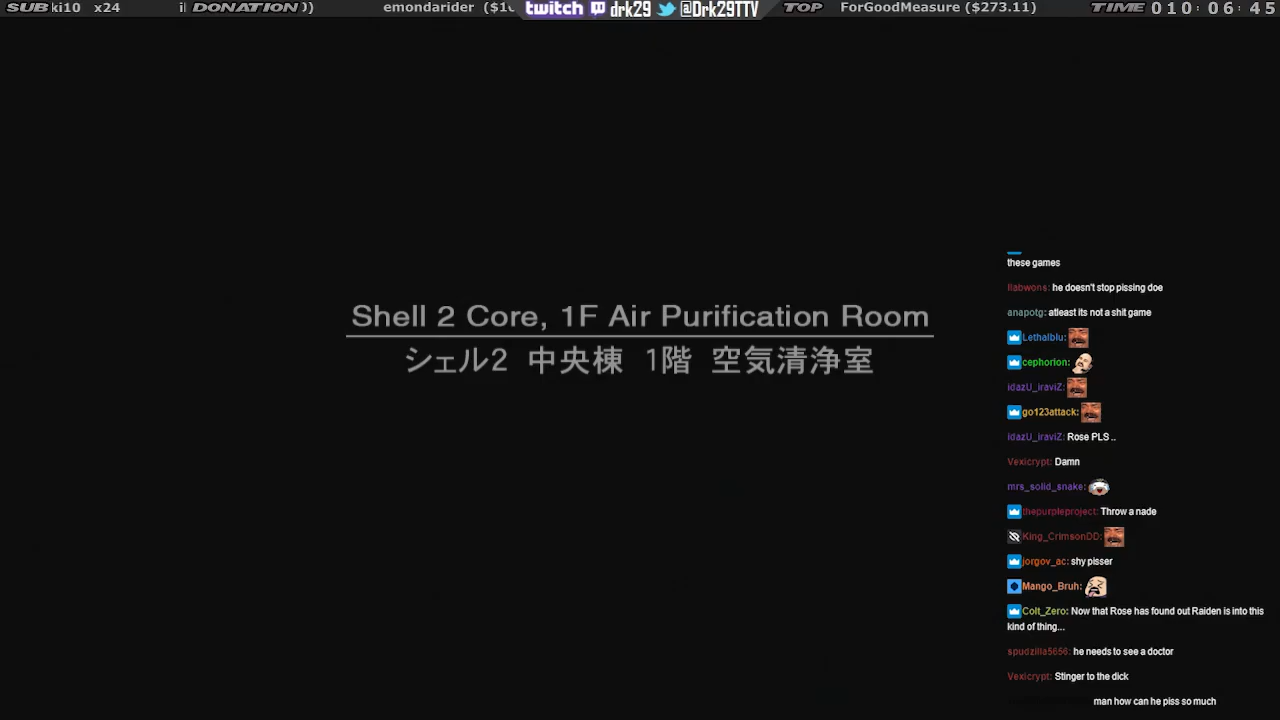 SUB ki10 x24 il DONATION )) emondarider ($1 twitch drk29 @Drk29TTV TOP ForGoodMeasure ($273.11) TIME 010:06:45
these games
llabwons: he doesn't stop pissing doe
anapotg: atleast its not a shit game
Shell 2 Core, 1F Air Purification Room
シェル2 中央棟 1階 空気清浄室
Lethalblu:
cephorion:
idazU_iraviZ:
go123attack:
idazU_iraviZ: Rose PLS ..
Vexicrypt: Damn
mrs_solid_snake:
thepurpleproject: Throw a nade
King_CrimsonDD:
jorgov_ac: shy pisser
Mango_Bruh:
Colt_Zero: Now that Rose has found out Raiden is into this
kind of thing...
spudzilla5656: he needs to see a doctor
Vexicrypt: Stinger to the dick
man how can he piss so much